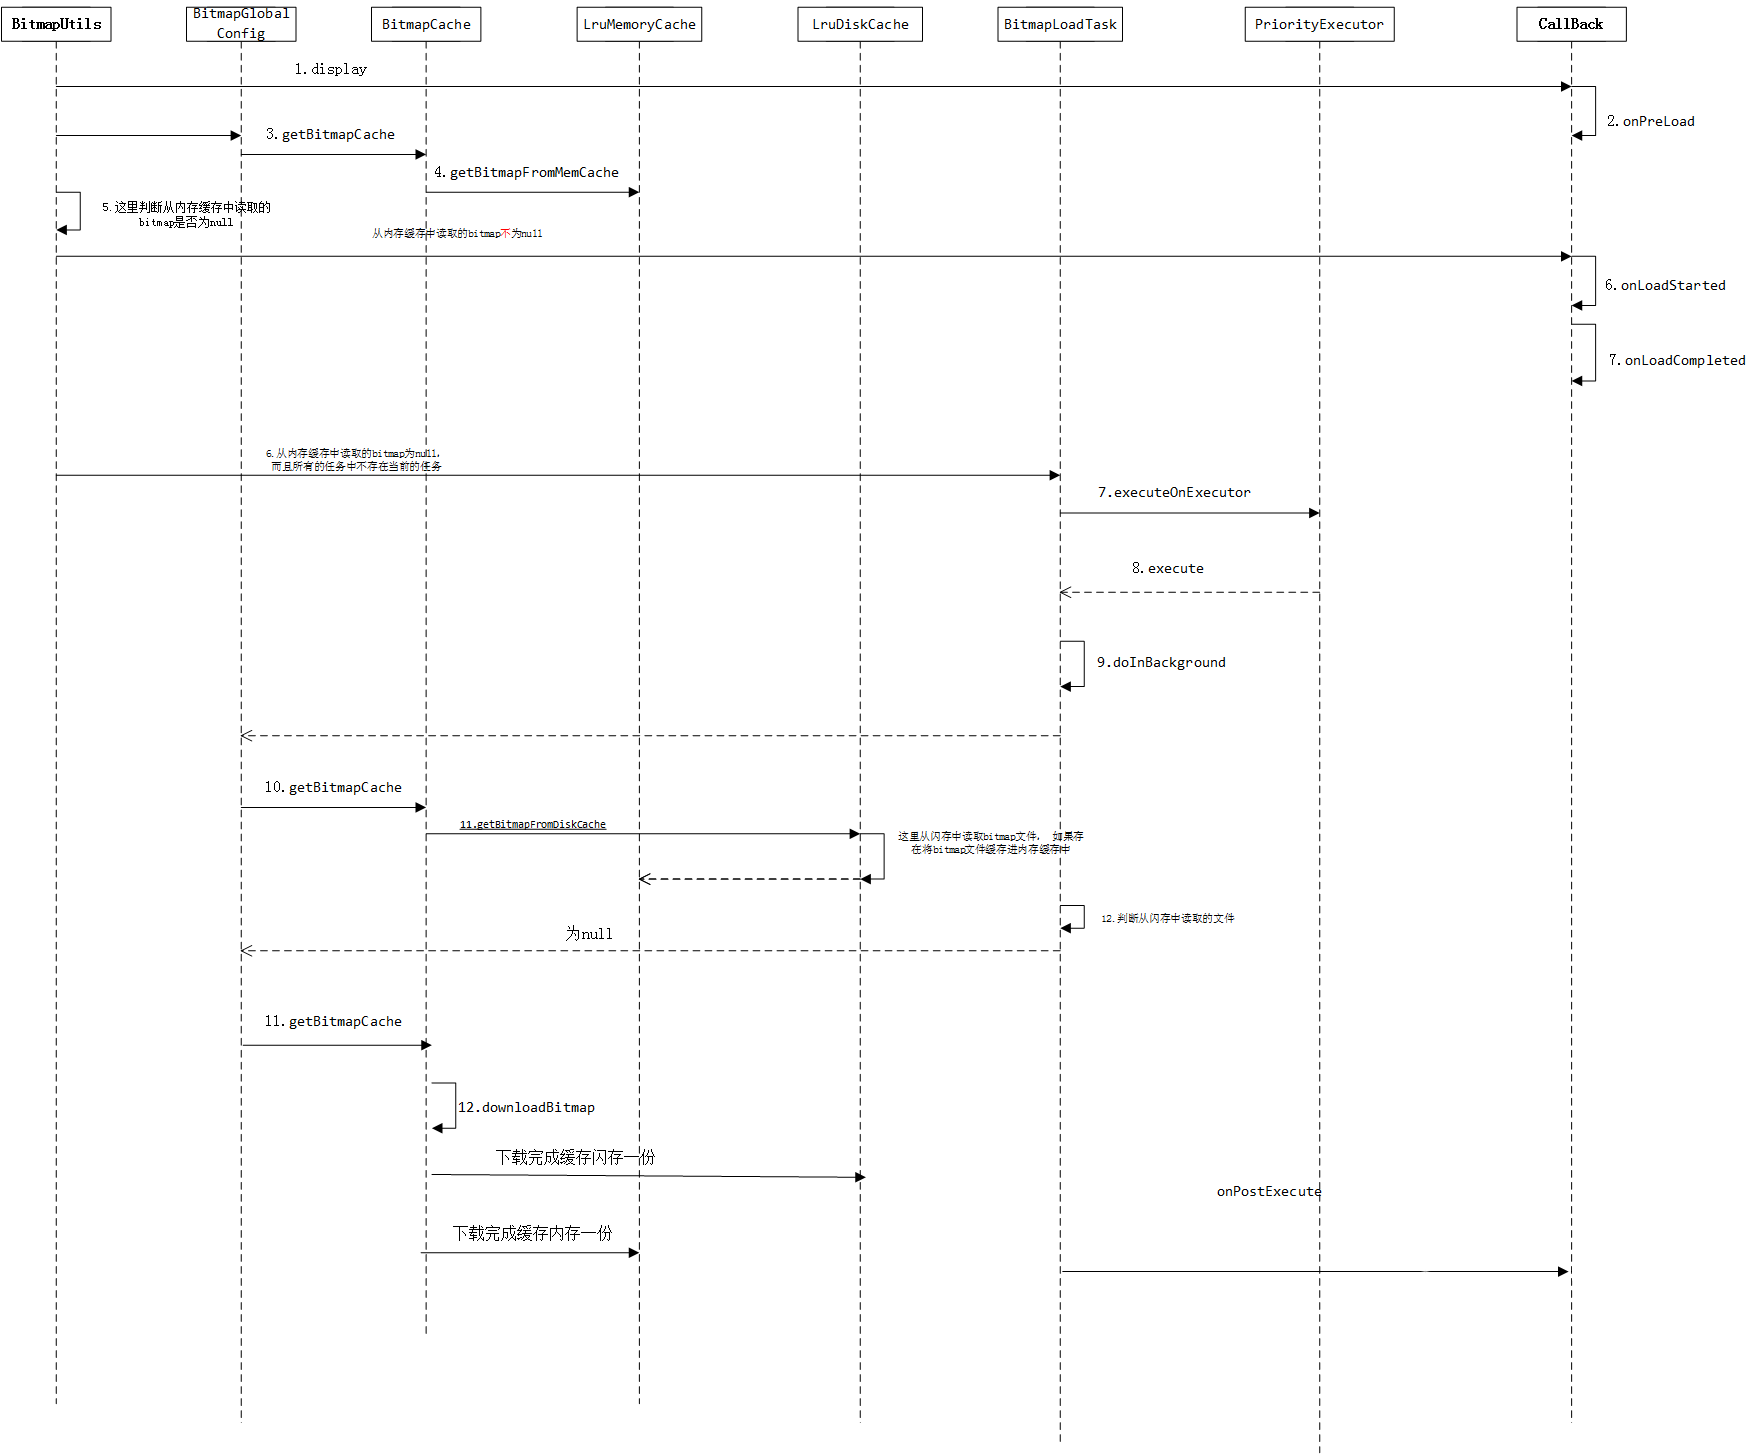 BitmapUtils
BitmapGlobal
Config
BitmapCache
LruMemoryCache
LruDiskCache
BitmapLoadTask
PriorityExecutor
CallBack
1.display
2.onPreLoad
3.getBitmapCache
4.getBitmapFromMemCache
5.这里判断从内存缓存中读取的
bitmap是否为null
从内存缓存中读取的bitmap不为null
6.onLoadStarted
7.onLoadCompleted
6.从内存缓存中读取的bitmap为null,
而且所有的任务中不存在当前的任务
7.executeOnExecutor
8.execute
9.doInBackground
10.getBitmapCache
11.getBitmapFromDiskCache
这里从闪存中读取bitmap文件, 如果存
在将bitmap文件缓存进内存缓存中
12.判断从闪存中读取的文件
为null
11.getBitmapCache
12.downloadBitmap
下载完成缓存闪存一份
onPostExecute
下载完成缓存内存一份